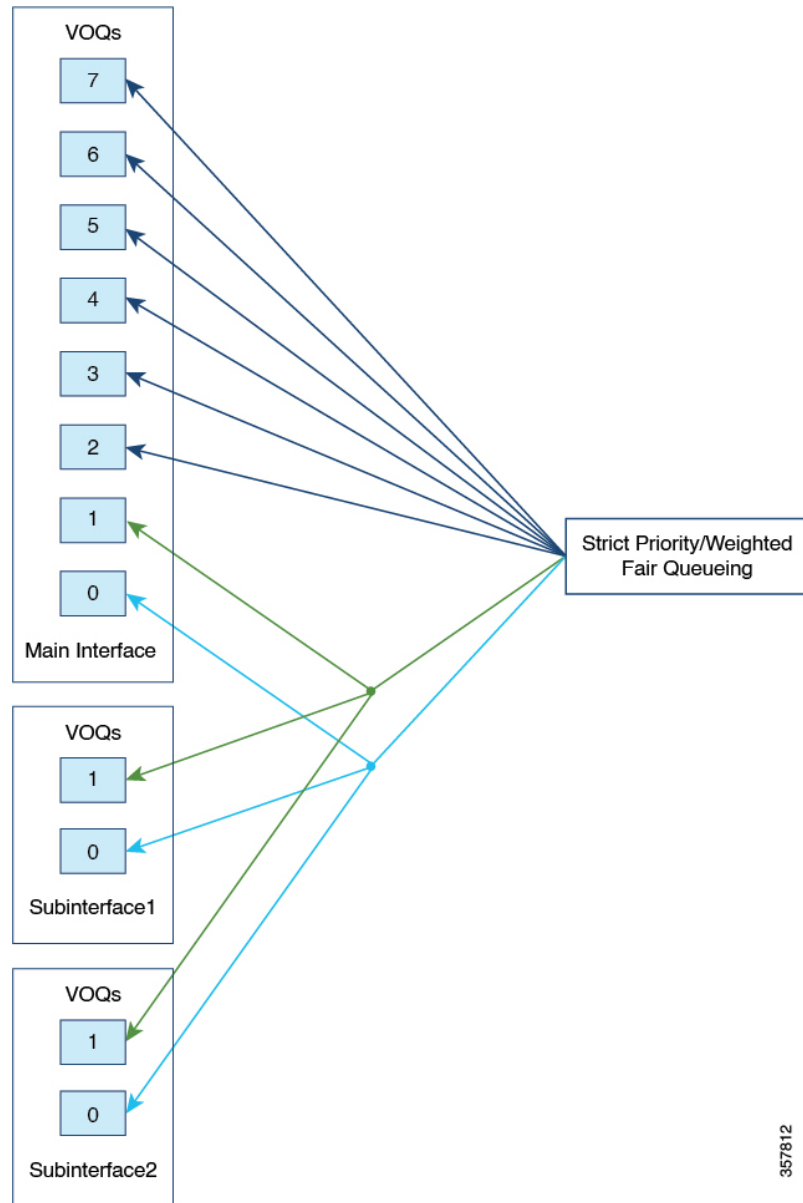 VOQs
7
6
5
4
3
2
1
0
Main Interface
Strict Priority/Weighted
Fair Queueing
VOQs
1
0
Subinterface1
VOQs
1
0
Subinterface2
357812